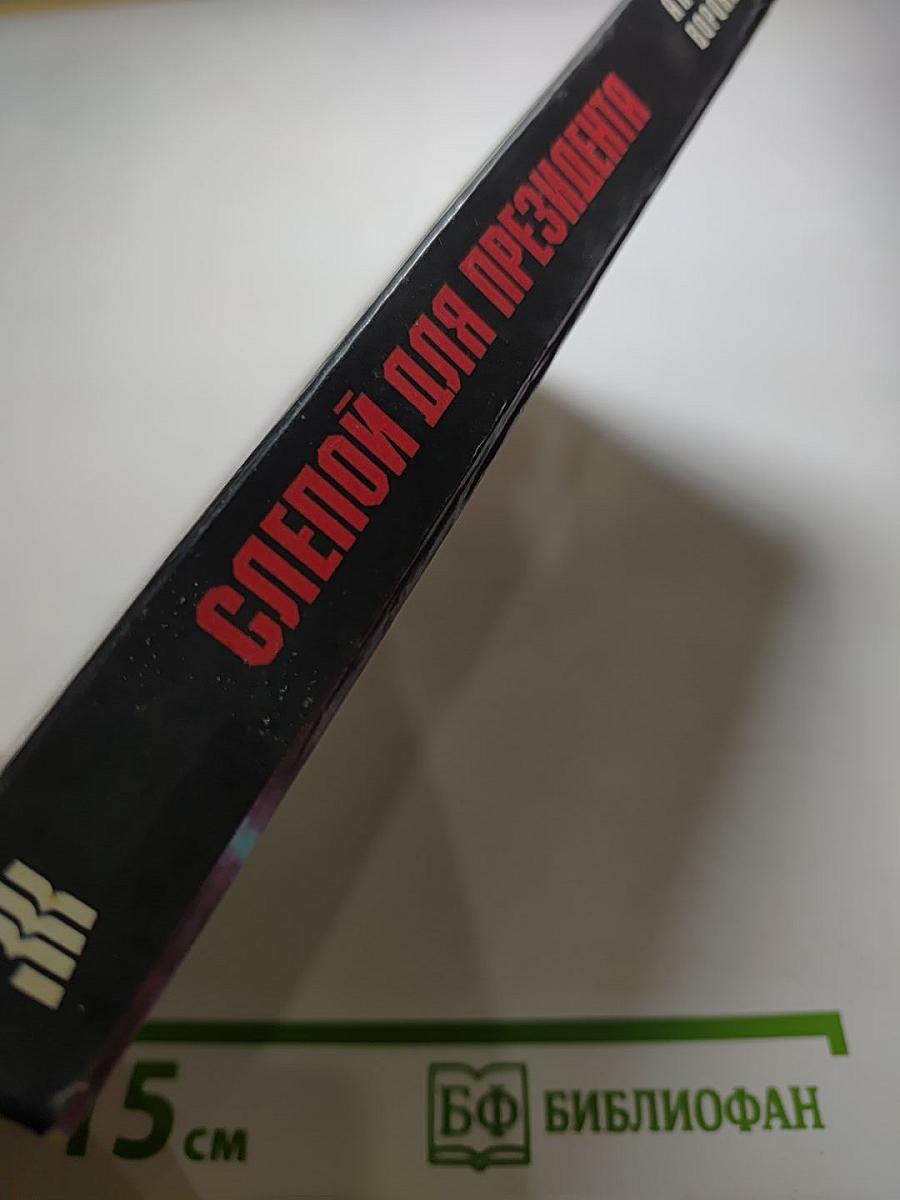 СЛЕПОЙ ДЛЯ ПРЕЗИДЕНТА
15 см
БФ БИБЛИОФАН